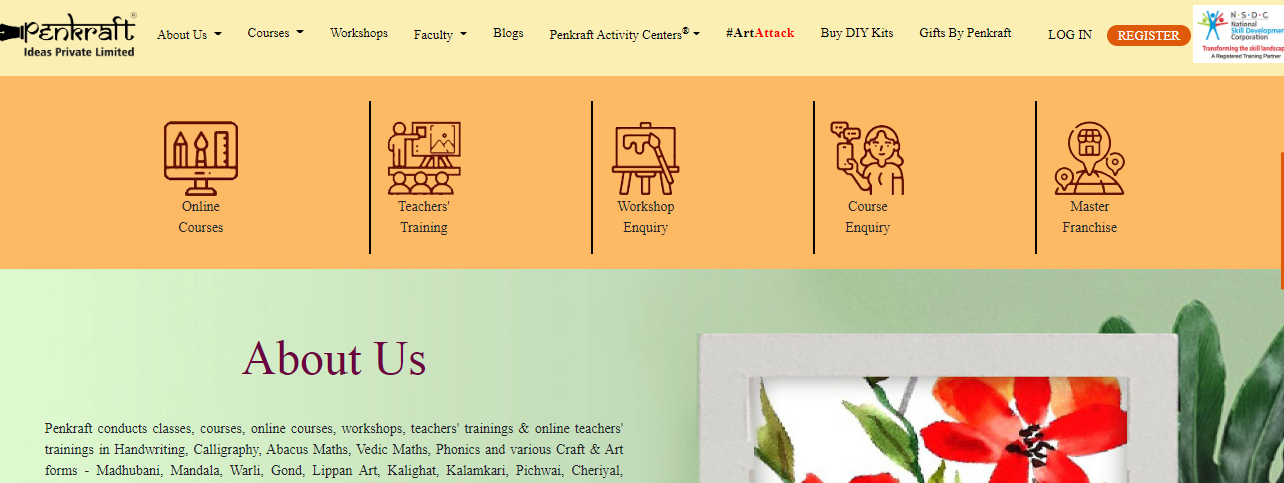 Penkraft®
Ideas Private Limited
About Us
Courses
Workshops
Faculty
Blogs
Penkraft Activity Centers®
#ArtAttack
Buy DIY Kits
Gifts By Penkraft
LOG IN
REGISTER
N·S·D·C
National
Skill Developme
Corporation
Transforming the skill landscap
A Registered Training Partner
Online
Courses
Teachers'
Training
Workshop
Enquiry
Course
Enquiry
Master
Franchise
About Us
Penkraft conducts classes, courses, online courses, workshops, teachers' trainings & online teachers'
trainings in Handwriting, Calligraphy, Abacus Maths, Vedic Maths, Phonics and various Craft & Art
forms - Madhubani, Mandala, Warli, Gond, Lippan Art, Kalighat, Kalamkari, Pichwai, Cheriyal,